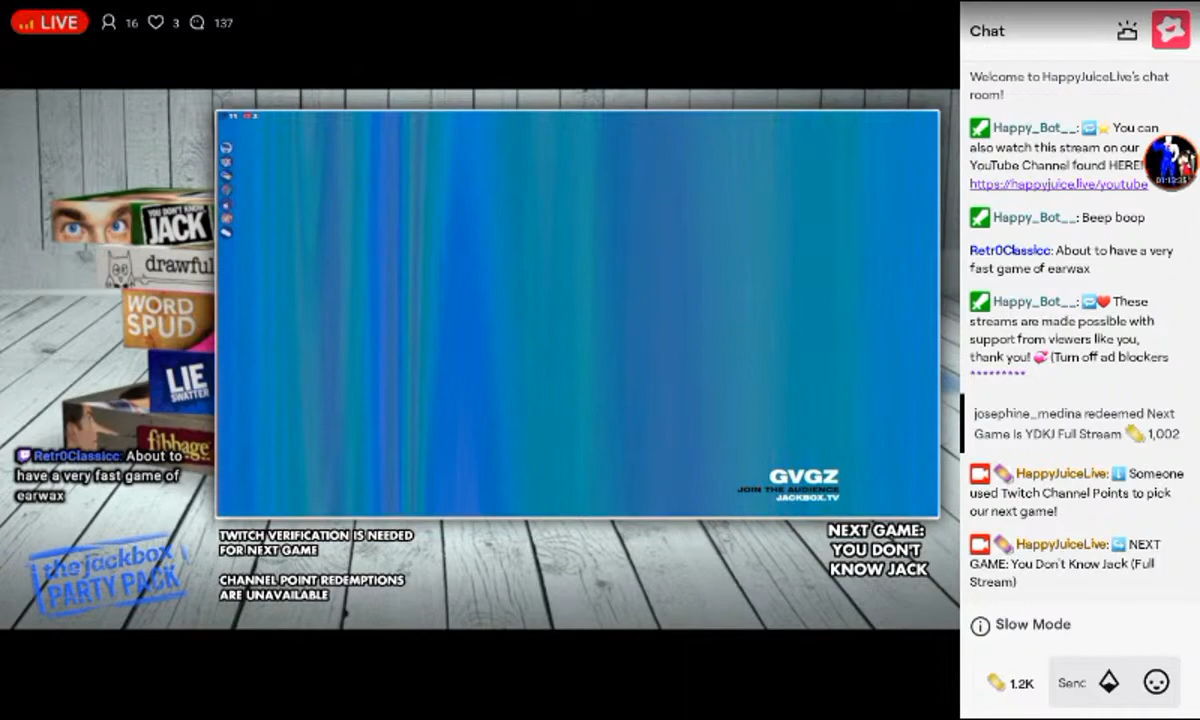 LIVE 16 3 137
YOU DON'T KNOW
JACK
drawful
WORD
SPUD
LIE
SWATTER
fibbage
Retr0Classicc: About to
have a very fast game of
earwax
the jackbox
PARTY PACK
11 3
GVGZ
JOIN THE AUDIENCE
JACKBOX.TV
TWITCH VERIFICATION IS NEEDED
FOR NEXT GAME
CHANNEL POINT REDEMPTIONS
ARE UNAVAILABLE
NEXT GAME:
YOU DON'T
KNOW JACK
Chat
Welcome to HappyJuiceLive's chat
room!
Happy_Bot__: You can
also watch this stream on our
YouTube Channel found HERE!
https://happyjuice.live/youtube
Happy_Bot__: Beep boop
Retr0Classicc: About to have a very
fast game of earwax
Happy_Bot__: These
streams are made possible with
support from viewers like you,
thank you! (Turn off ad blockers
*********
josephine_medina redeemed Next
Game Is YDKJ Full Stream 1,002
HappyJuiceLive: Someone
used Twitch Channel Points to pick
our next game!
HappyJuiceLive: NEXT
GAME: You Don't Know Jack (Full
Stream)
Slow Mode
1.2K Senc